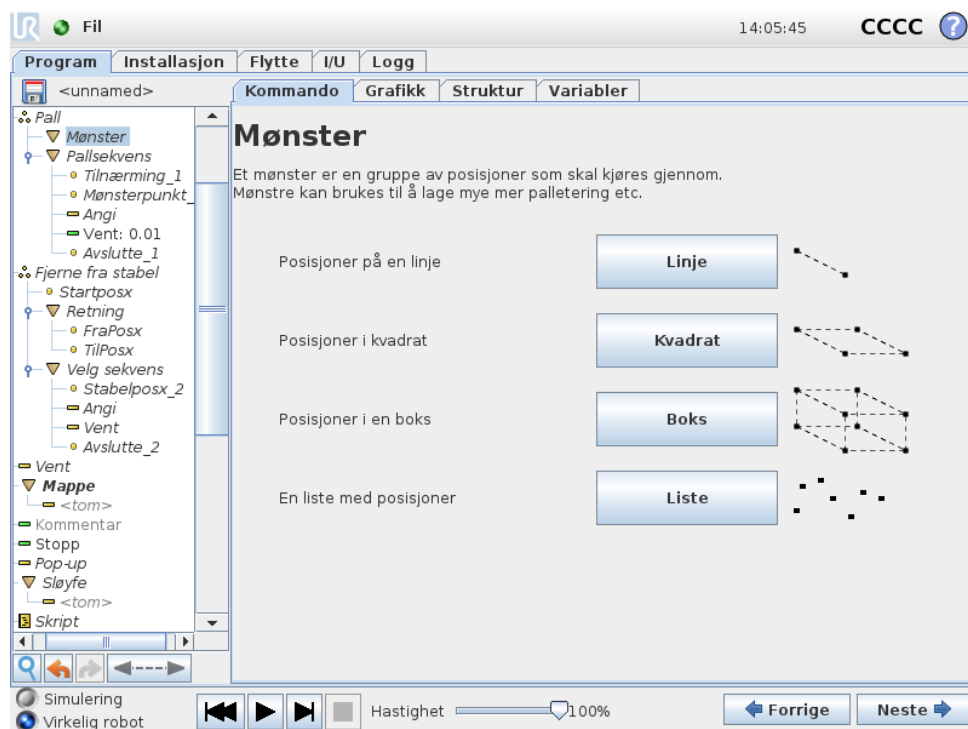 UR Fil 14:05:45 CCCC ?
Program Installasjon Flytte I/U Logg
<unnamed>
Kommando Grafikk Struktur Variabler
Pall
Mønster
Pallsekvens
Tilnærming_1
Mønsterpunkt_
Angi
Vent: 0.01
Avslutte_1
Fjerne fra stabel
Startposx
Retning
FraPosx
TilPosx
Velg sekvens
Stabelposx_2
Angi
Vent
Avslutte_2
Vent
Mappe
<tom>
Kommentar
Stopp
Pop-up
Sløyfe
<tom>
Skript
Mønster
Et mønster er en gruppe av posisjoner som skal kjøres gjennom.
Mønstre kan brukes til å lage mye mer palletering etc.
Posisjoner på en linje Linje
Posisjoner i kvadrat Kvadrat
Posisjoner i en boks Boks
En liste med posisjoner Liste
Simulering
Virkelig robot
Hastighet 100%
Forrige Neste